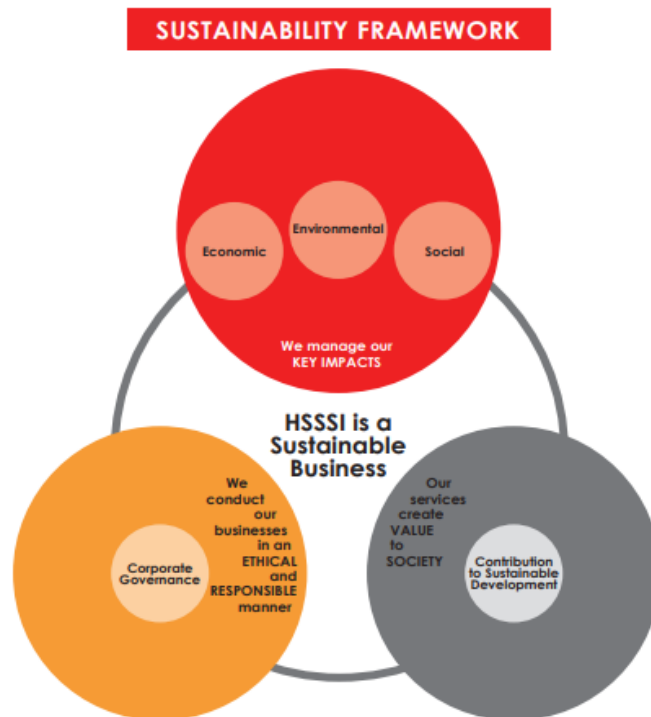 SUSTAINABILITY FRAMEWORK
Economic
Environmental
Social
We manage our
KEY IMPACTS
HSSSI is a
Sustainable
Business
We
conduct
our
businesses
in an
ETHICAL
and
RESPONSIBLE
manner
Corporate
Governance
Our
services
create
VALUE
to
SOCIETY
Contribution
to Sustainable
Development